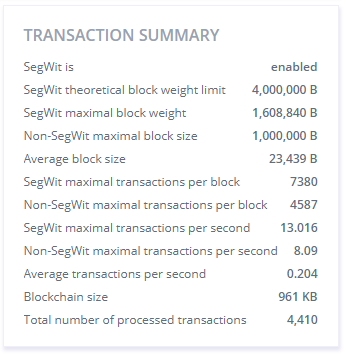 TRANSACTION SUMMARY
SegWit is enabled
SegWit theoretical block weight limit 4,000,000 B
SegWit maximal block weight 1,608,840 B
Non-SegWit maximal block size 1,000,000 B
Average block size 23,439 B
SegWit maximal transactions per block 7380
Non-SegWit maximal transactions per block 4587
SegWit maximal transactions per second 13.016
Non-SegWit maximal transactions per second 8.09
Average transactions per second 0.204
Blockchain size 961 KB
Total number of processed transactions 4,410